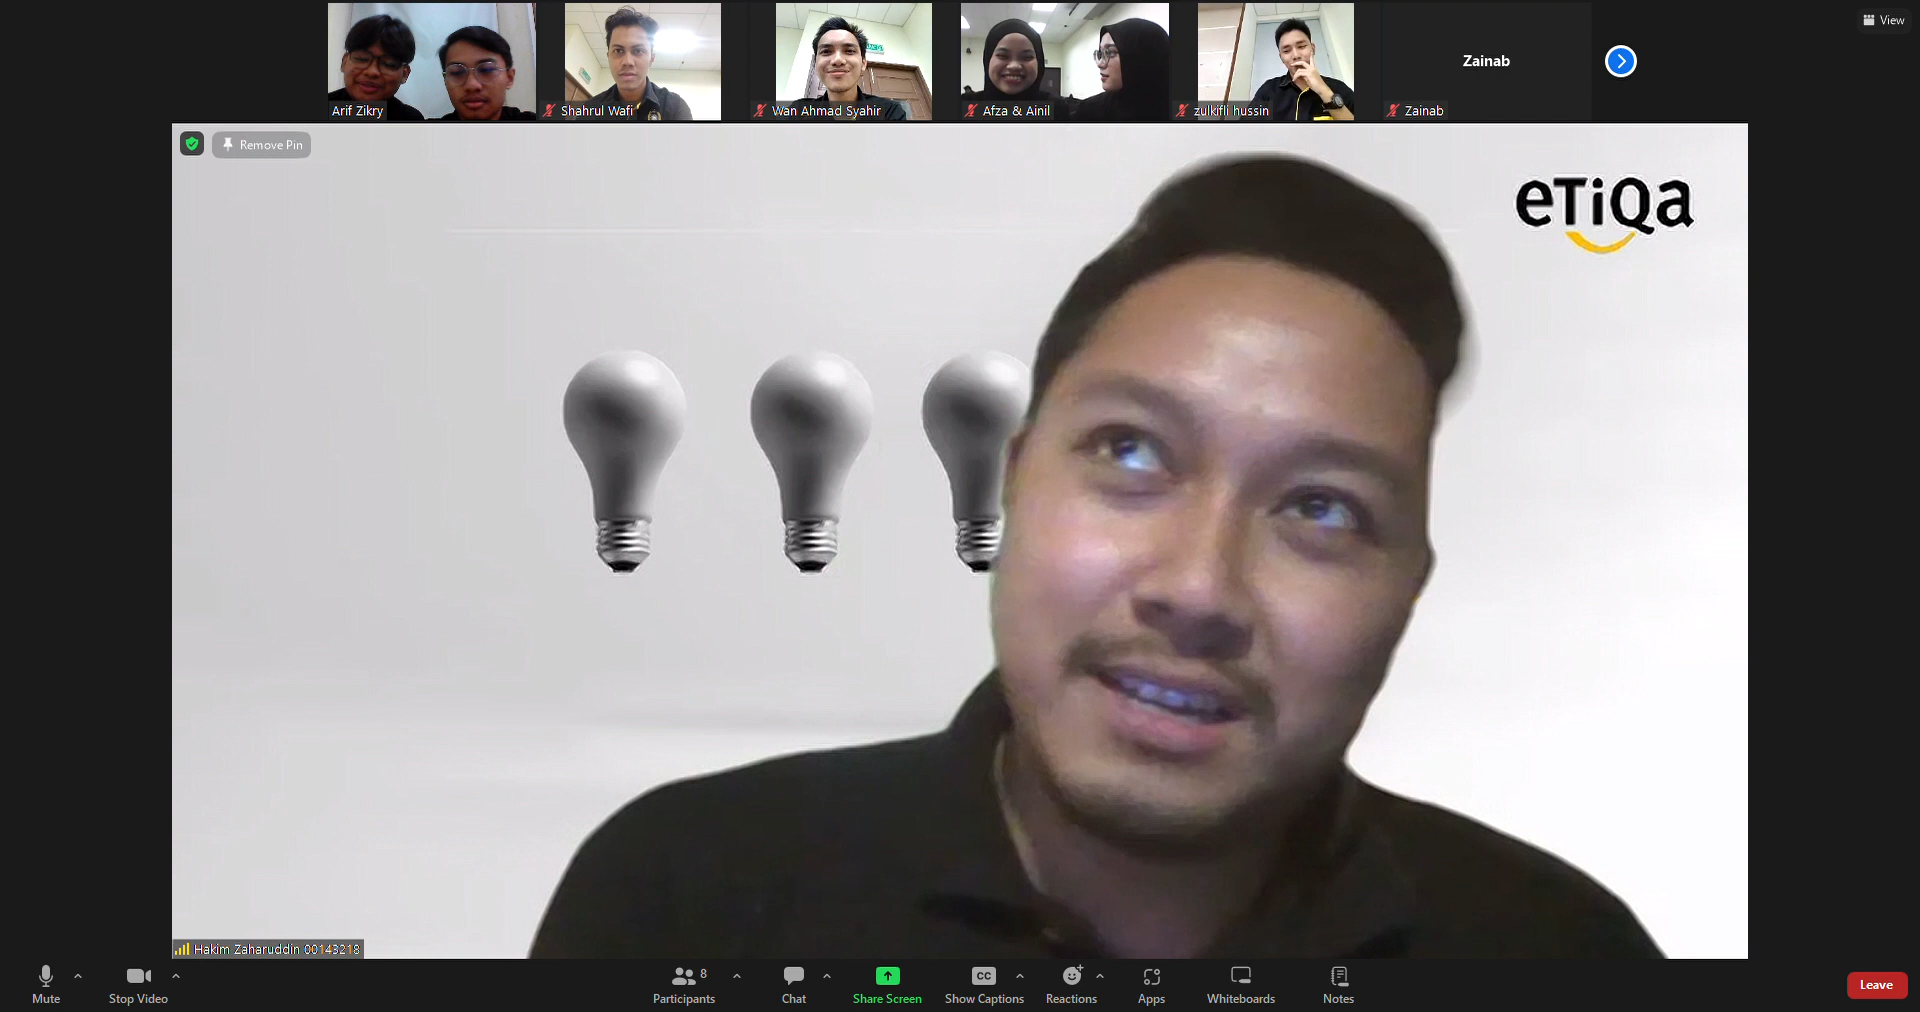 View
Zainab
Arif Zikry
Shahrul Wafi
Wan Ahmad Syahir
Afza & Ainil
zulkifli hussin
Zainab
Remove Pin
eTiQa
Hakim Zaharuddin 00143218
8
CC
Mute
Stop Video
Participants
Chat
Share Screen
Show Captions
Reactions
Apps
Whiteboards
Notes
Leave